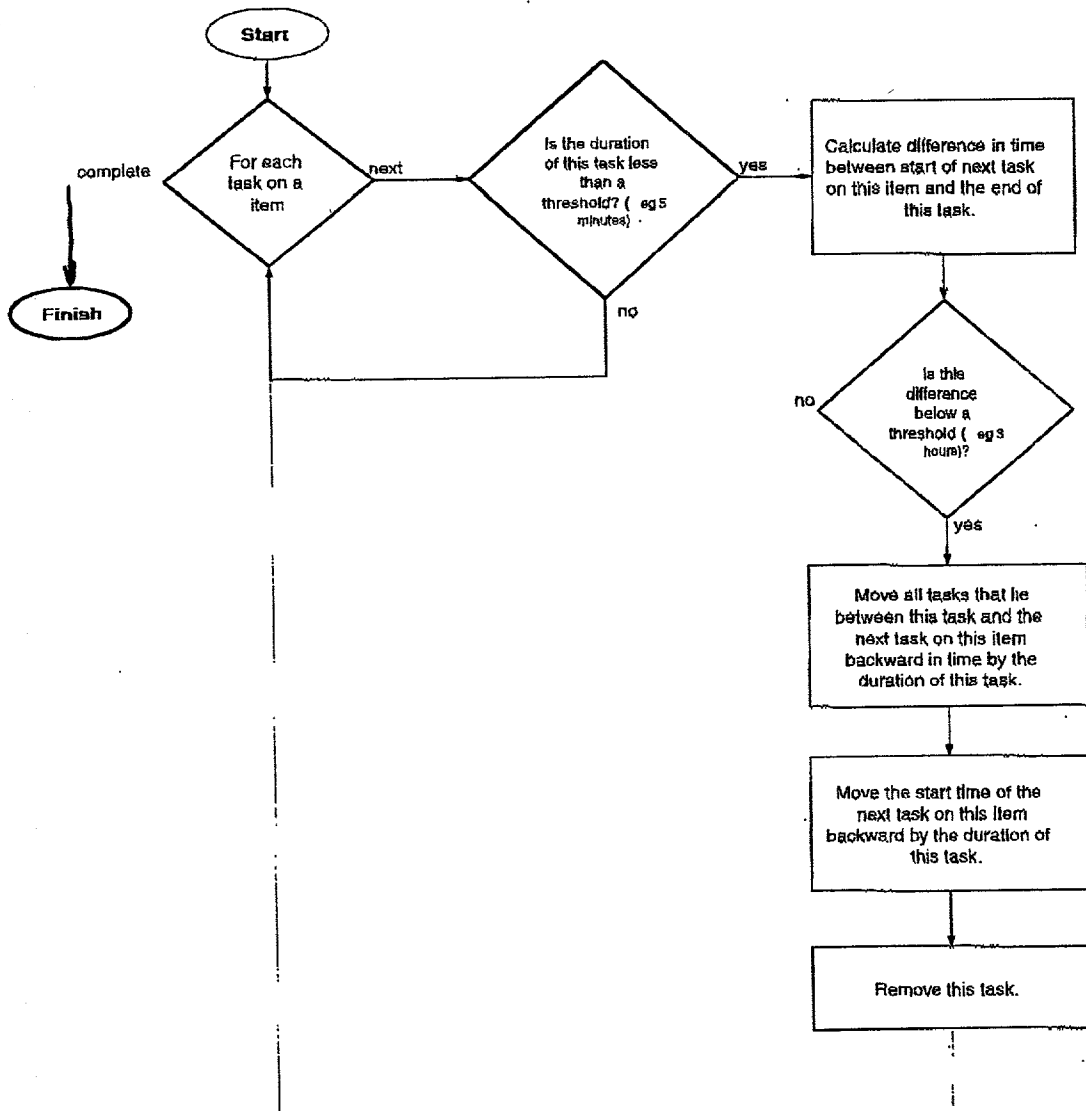 Start
complete
For each
task on a
item
next
Is the duration
of this task less
than a
threshold? ( eg 5
minutes)
yes
no
Calculate difference in time
between start of next task
on this item and the end of
this task.
Finish
no
Is this
difference
below a
threshold ( eg 3
hours)?
yes
Move all tasks that lie
between this task and the
next task on this item
backward in time by the
duration of this task.
Move the start time of the
next task on this item
backward by the duration of
this task.
Remove this task.